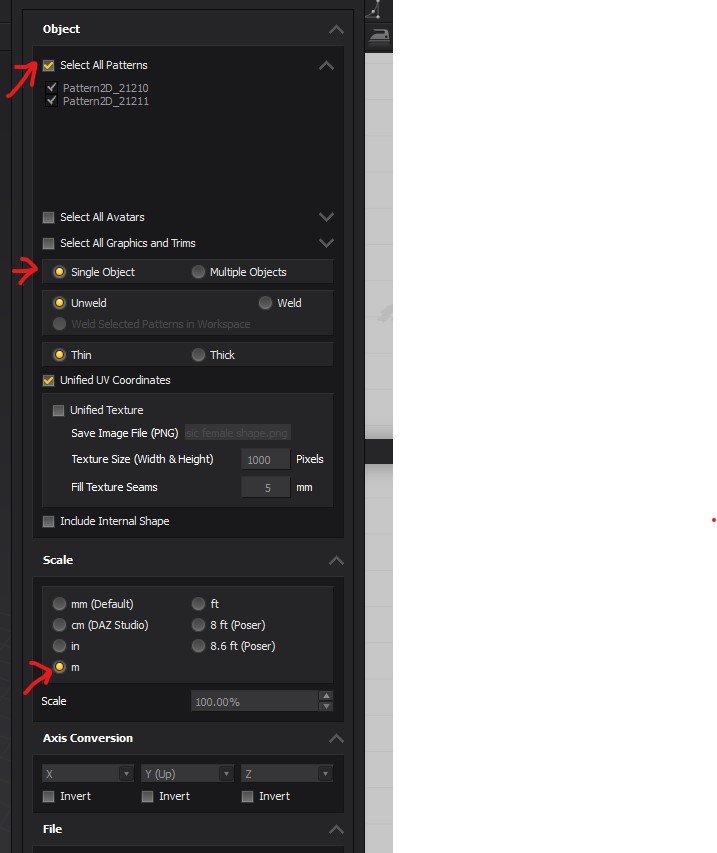 Object
Select All Patterns
Pattern2D_21210
Pattern2D_21211
Select All Avatars
Select All Graphics and Trims
Single Object Multiple Objects
Unweld Weld
Weld Selected Patterns in Workspace
Thin Thick
Unified UV Coordinates
Unified Texture
Save Image File (PNG) female shape.png
Texture Size (Width & Height) 1000 Pixels
Fill Texture Seams 5 mm
Include Internal Shape
Scale
mm (Default) ft
cm (DAZ Studio) 8 ft (Poser)
in 8.6 ft (Poser)
m
Scale 100.00%
Axis Conversion
X Y (Up) Z
Invert Invert Invert
File